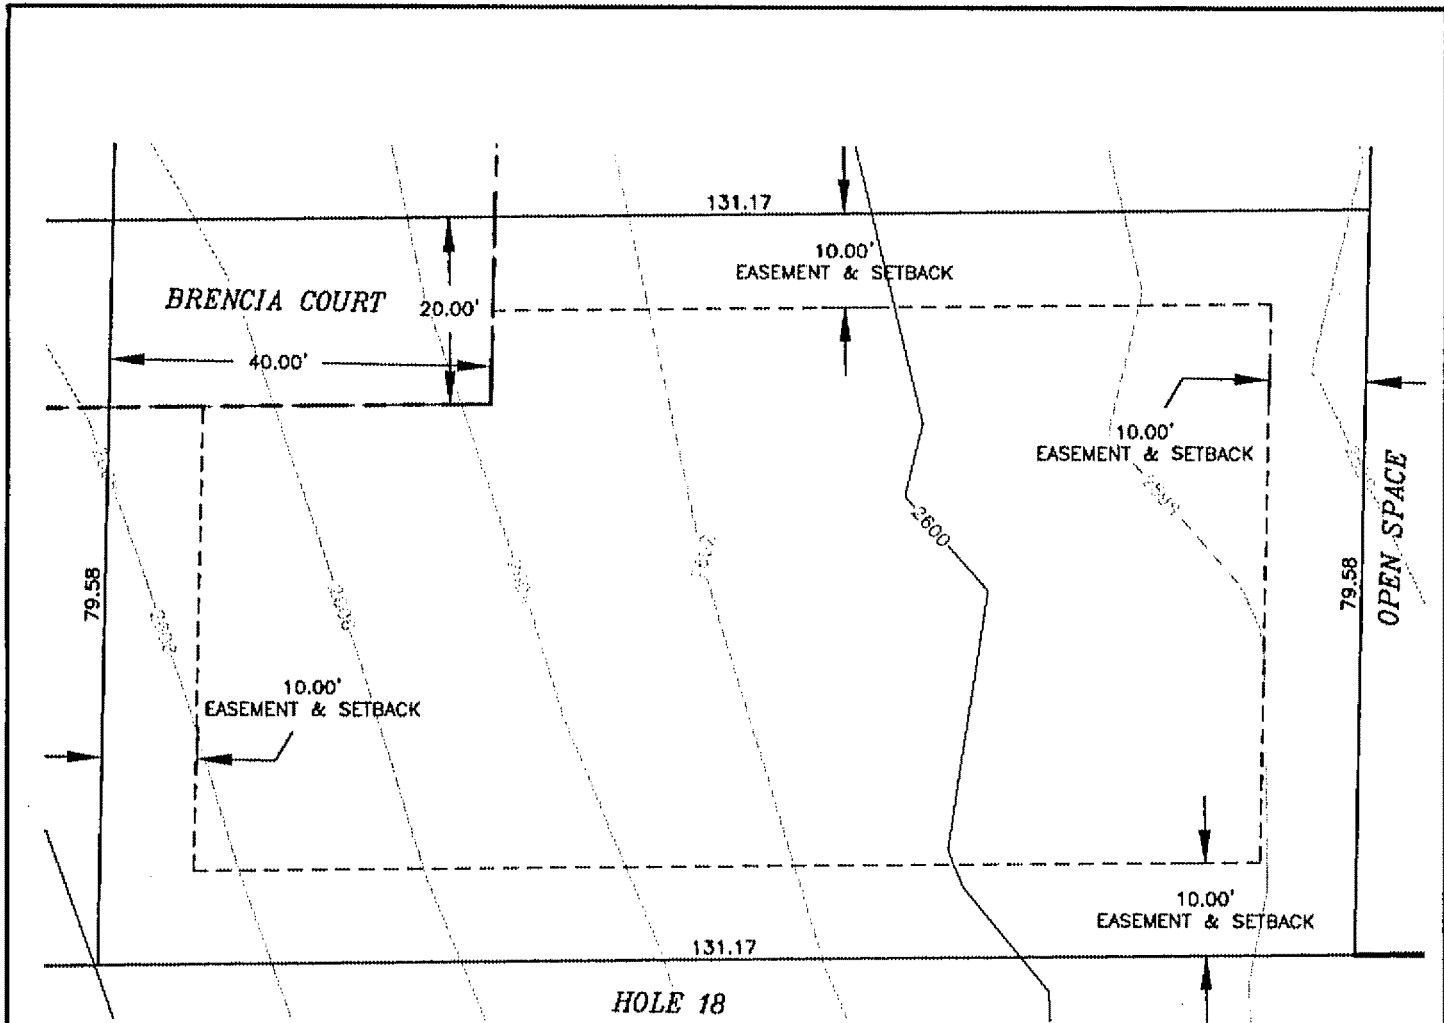 131.17
10.00'
EASEMENT & SETBACK
BRENCIA COURT
20.00'
40.00'
10.00'
EASEMENT & SETBACK
2600
79.58
79.58
OPEN SPACE
10.00'
EASEMENT & SETBACK
10.00'
EASEMENT & SETBACK
131.17
HOLE 18